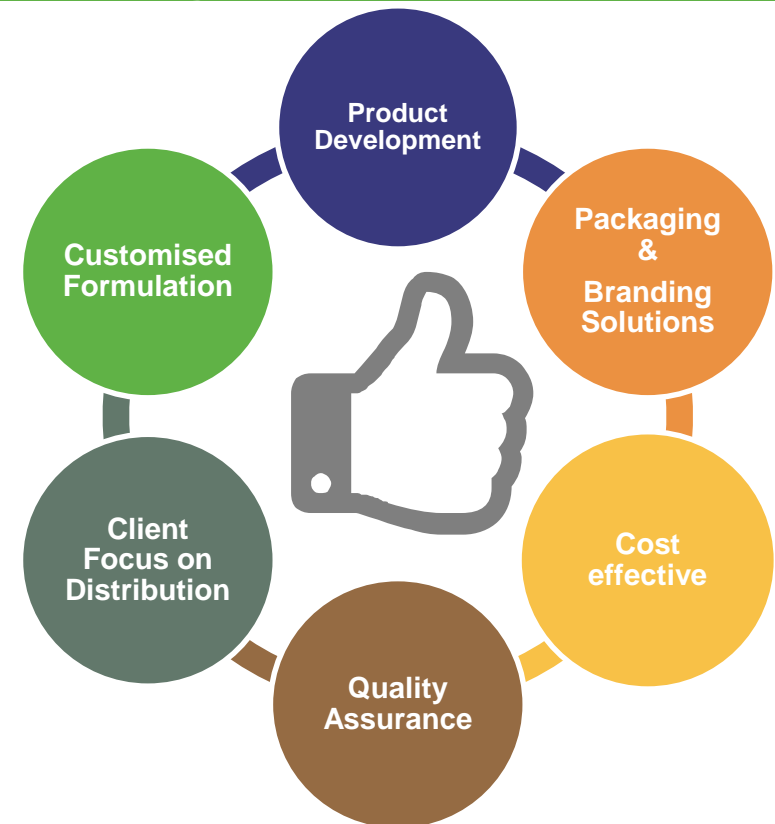 Product
Development
Packaging
&
Branding
Solutions
Cost
effective
Quality
Assurance
Client
Focus on
Distribution
Customised
Formulation